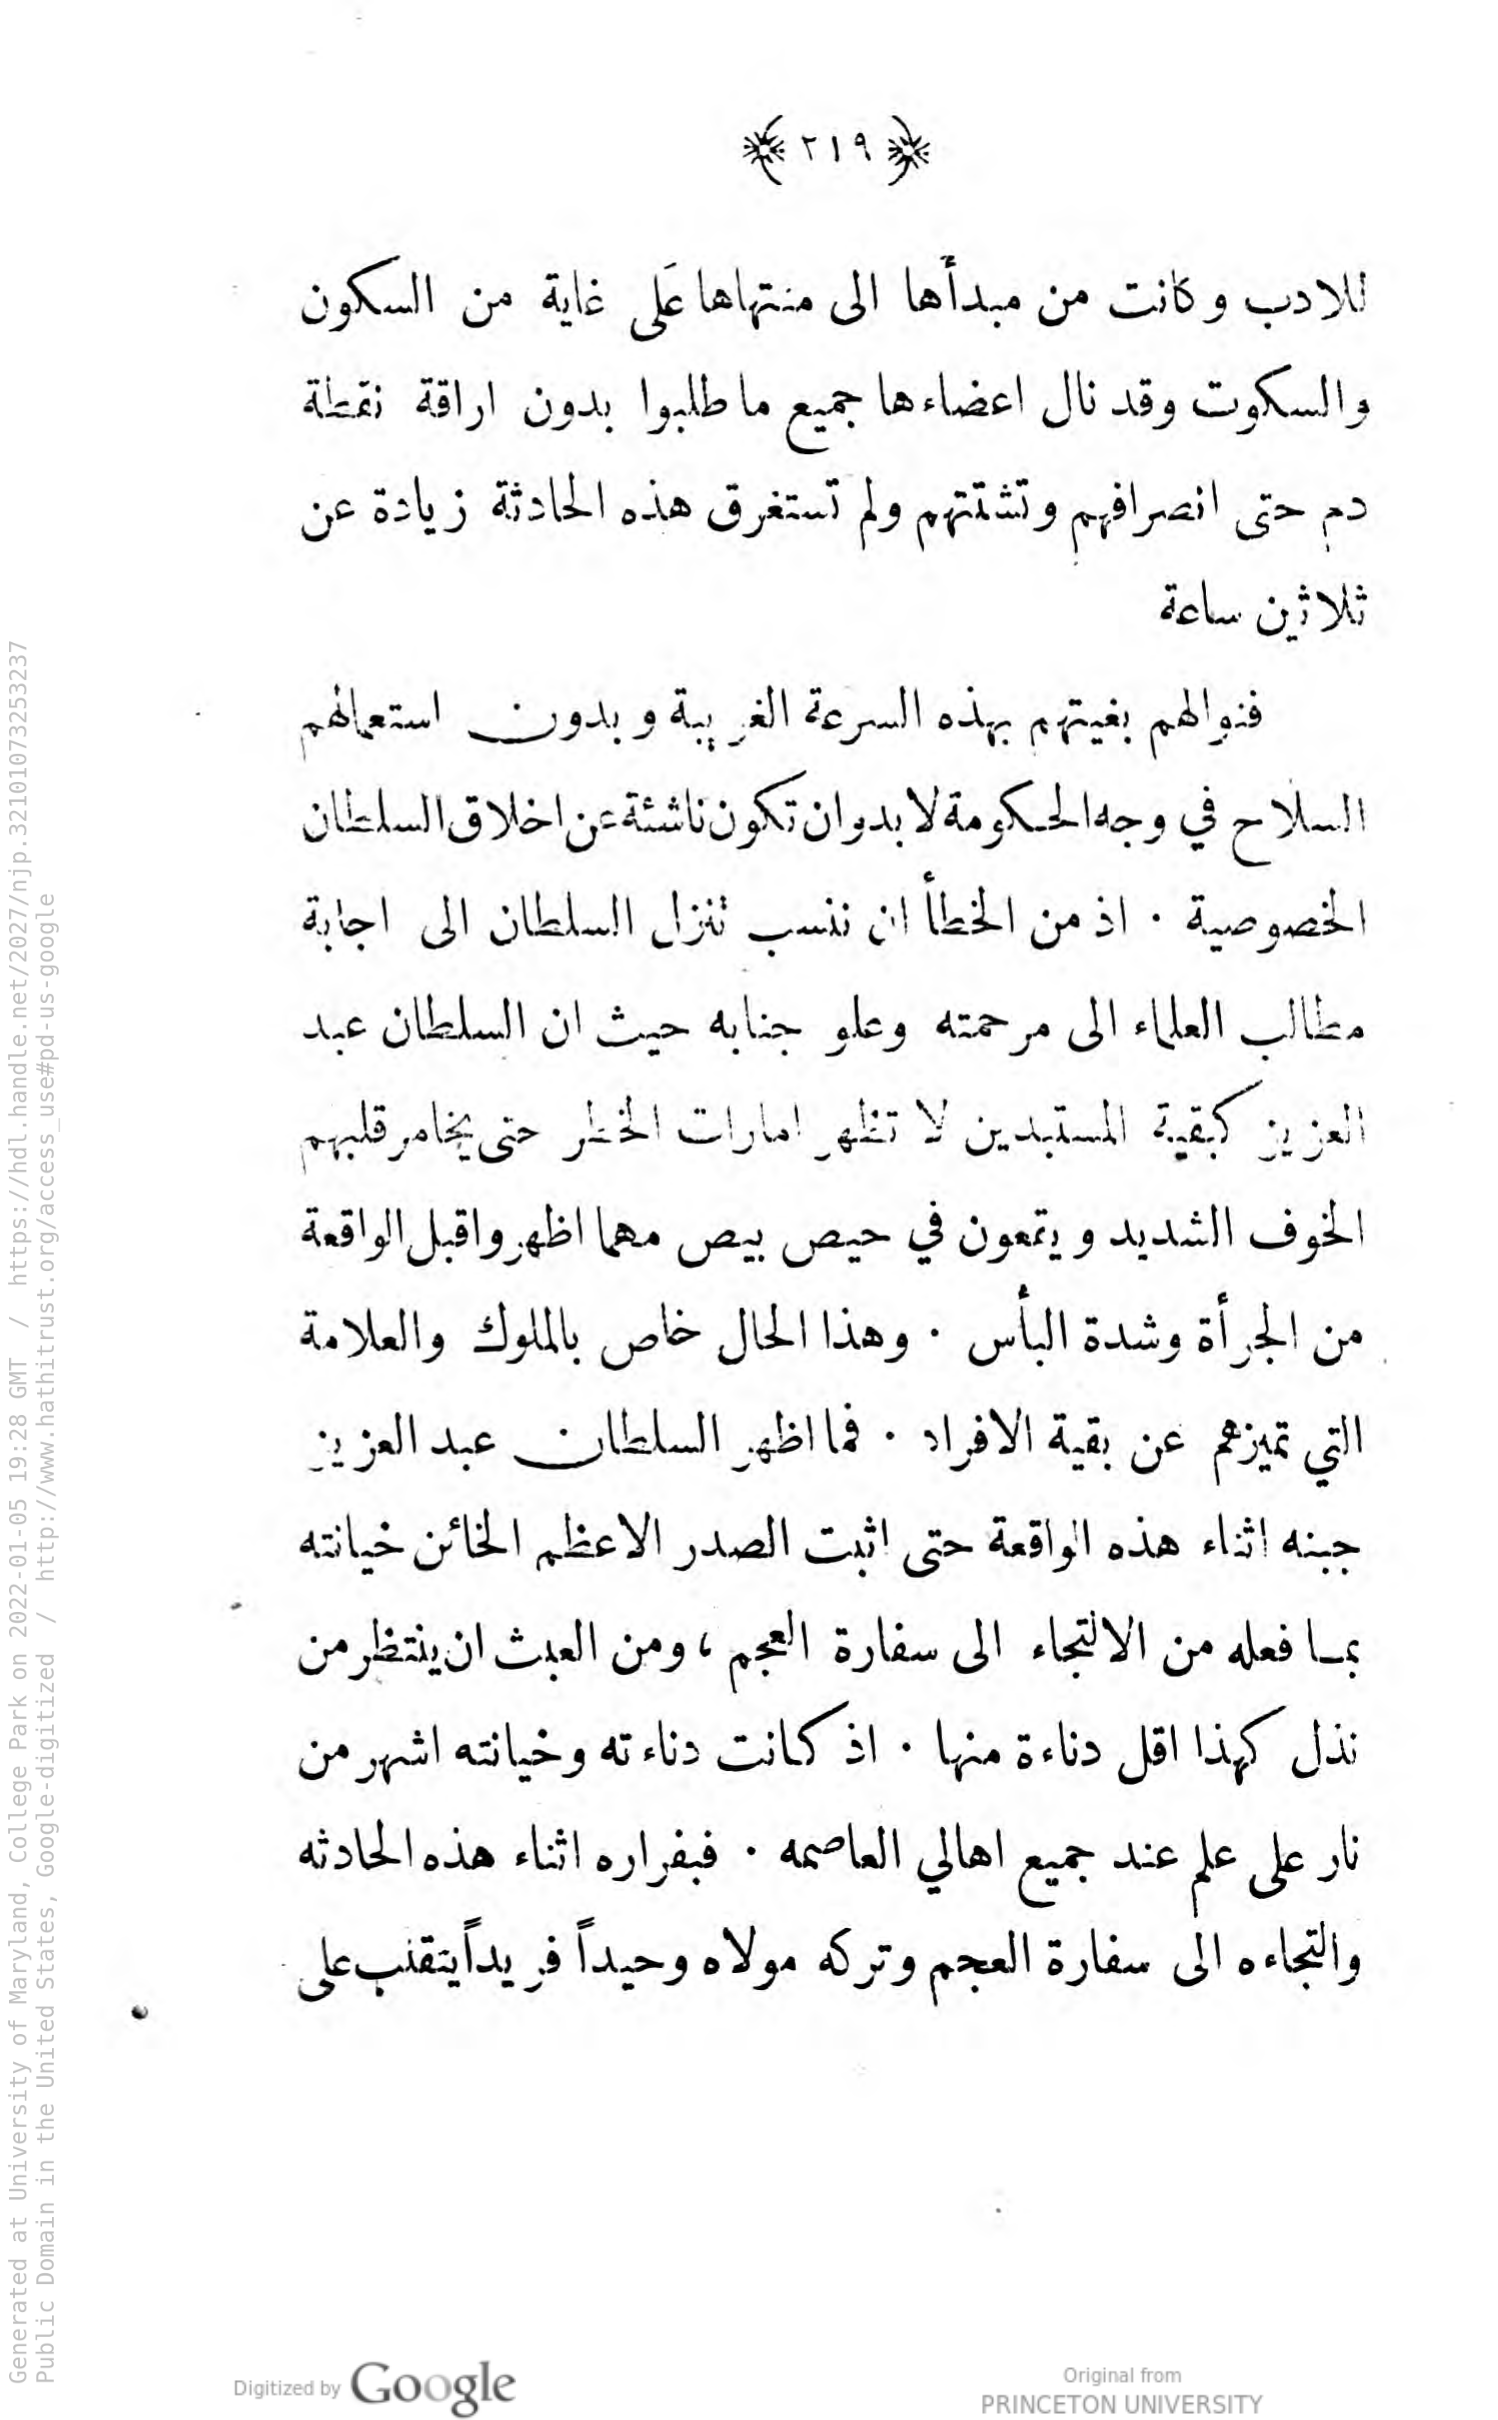 ﴿ ٢١٩ ﴾
للادب وكانت من مبدأها الى منتهاها عَلى غاية من السكون
والسكوت وقد نال اعضاءها جميع ما طلبوا بدون اراقة نقطة
دم حتى انصرافهم وتشتتهم ولم تستغرق هذه الحادثة زيادة عن
ثلاثين ساعة
فنوالهم بغيتهم بهذه السرعة الغريبة وبدون استعمالهم
السلاح في وجه الحكومة لا بد وان تكون ناشئة عن اخلاق السلطان
الخصوصية ٠ اذ من الخطأ ان ننسب تنزل السلطان الى اجابة
مطالب العلماء الى مرحمته وعلو جنابه حيث ان السلطان عبد
العزيز كبقية المستبدين لا تظهر امارات الخطر حتى يخامر قلبهم
الخوف الشديد ويقعون في حيص بيص مهما اظهروا قبل الواقعة
من الجرأة وشدة البأس ٠ وهذا الحال خاص بالملوك والعلامة
التي تميزهم عن بقية الافراد ٠ فما اظهر السلطان عبد العزيز
جبنه اثناء هذه الواقعة حتى اثبت الصدر الاعظم الخائن خيانته
بما فعله من الالتجاء الى سفارة العجم ، ومن العبث ان ينتظر من
نذل كهذا اقل دناءة منها ٠ اذ كانت دناءته وخيانته اشهر من
نار على علم عند جميع اهالي العاصمه ٠ فبفراره اثناء هذه الحادثه
والتجاءه الى سفارة العجم وتركه مولاه وحيداً فريداً يتقلب على
Generated at University of Maryland, College Park on 2022-01-05 19:28 GMT / https://hdl.handle.net/2027/njp.32101073253237
Public Domain in the United States, Google-digitized / http://www.hathitrust.org/access_use#pd-us-google
Digitized by Google
Original from
PRINCETON UNIVERSITY